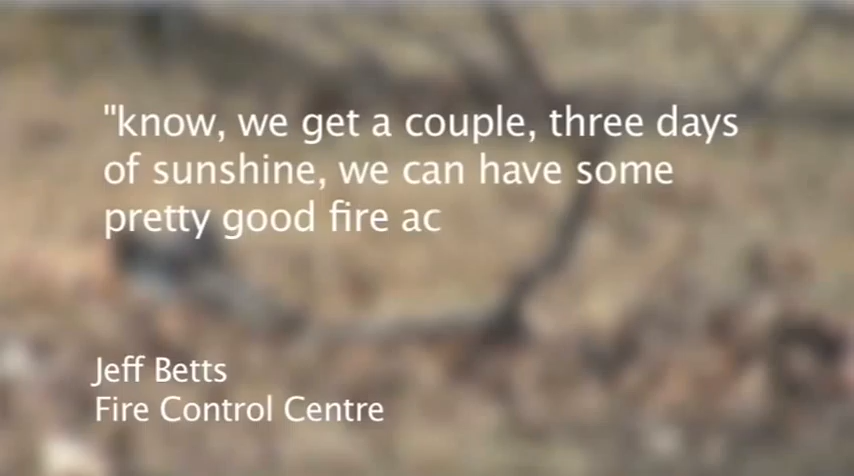 "know, we get a couple, three days
of sunshine, we can have some
pretty good fire ac
Jeff Betts
Fire Control Centre